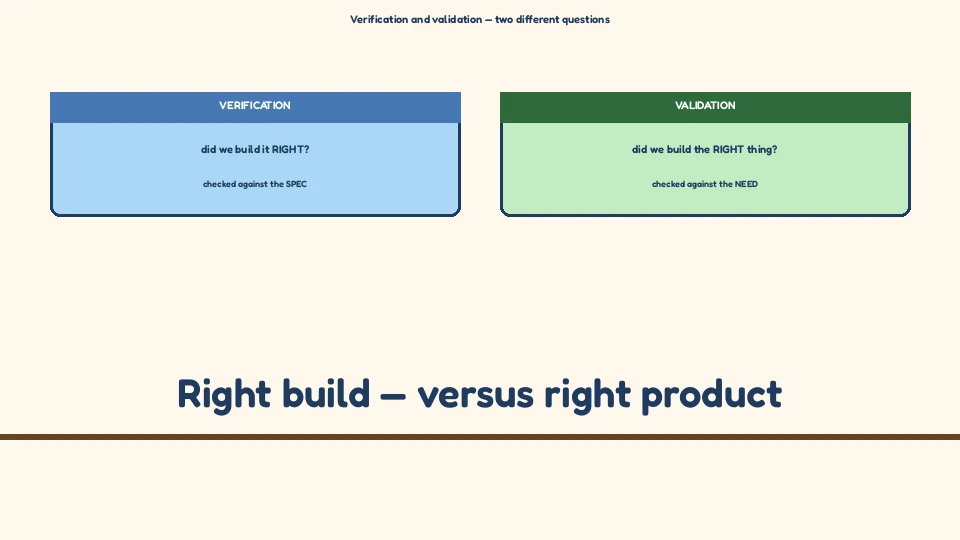 Verification and validation — two different questions
VERIFICATION
did we build it RIGHT?
checked against the SPEC
VALIDATION
did we build the RIGHT thing?
checked against the NEED
Right build — versus right product